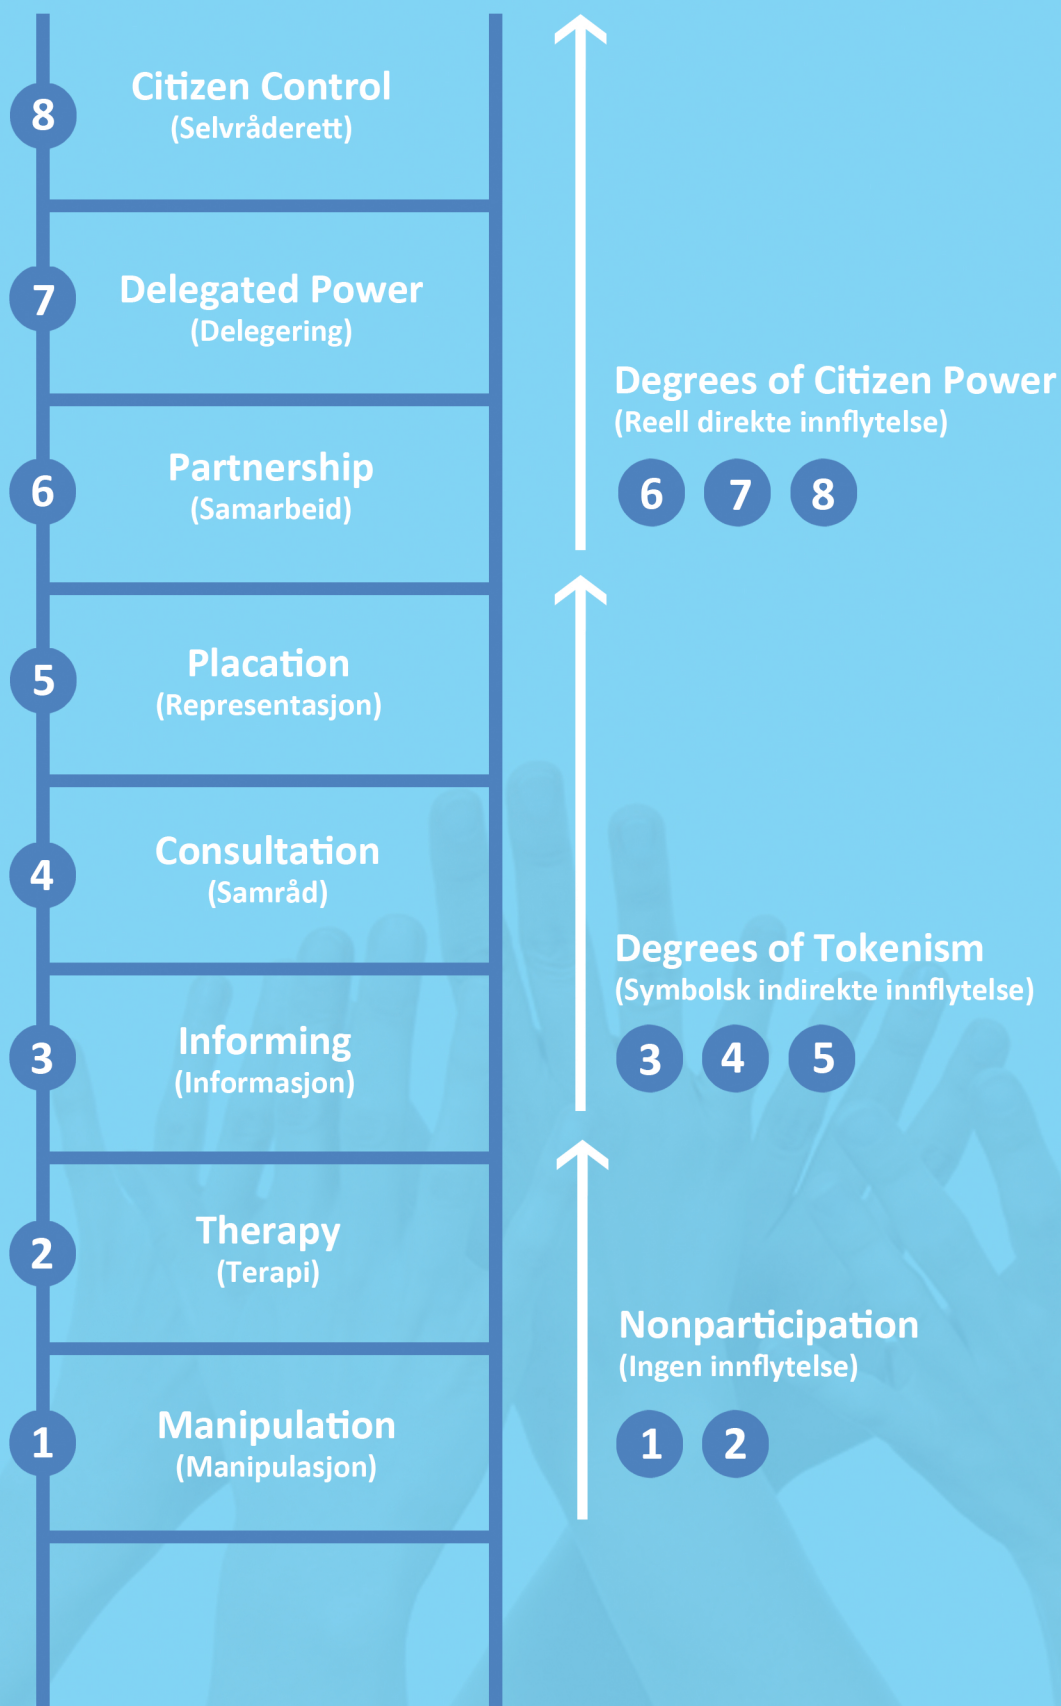 8
Citizen Control
(Selvråderett)
7
Delegated Power
(Delegering)
6
Partnership
(Samarbeid)
5
Placation
(Representasjon)
4
Consultation
(Samråd)
3
Informing
(Informasjon)
2
Therapy
(Terapi)
1
Manipulation
(Manipulasjon)
Degrees of Citizen Power
(Reell direkte innflytelse)
6 7 8
Degrees of Tokenism
(Symbolsk indirekte innflytelse)
3 4 5
Nonparticipation
(Ingen innflytelse)
1 2